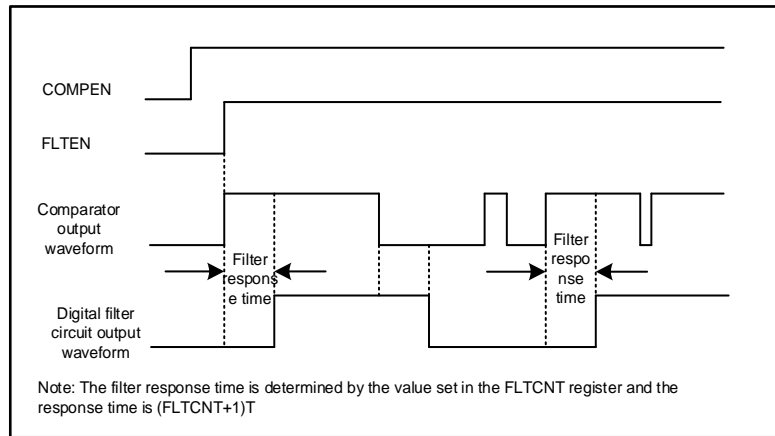 COMPEN
FLTEN
Comparator
output
waveform
Filter
respons
e time
Filter
respo
nse
time
Digital filter
circuit output
waveform
Note: The filter response time is determined by the value set in the FLTCNT register and the
response time is (FLTCNT+1)T